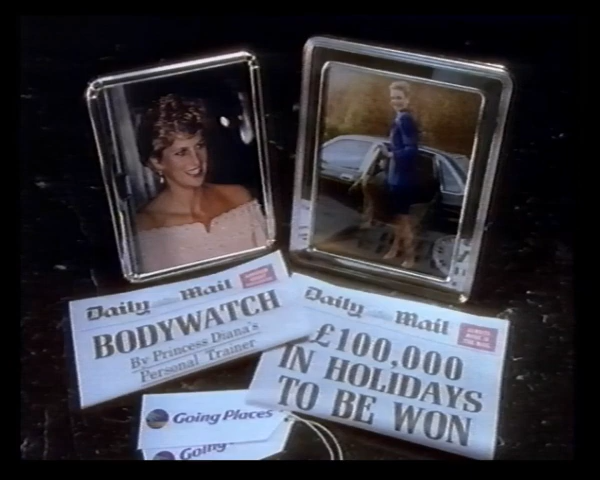 Daily Mail
BODYWATCH
By Princess Diana's
Personal Trainer
Daily Mail
£100,000
IN HOLIDAYS
TO BE WON
Going Places
Going